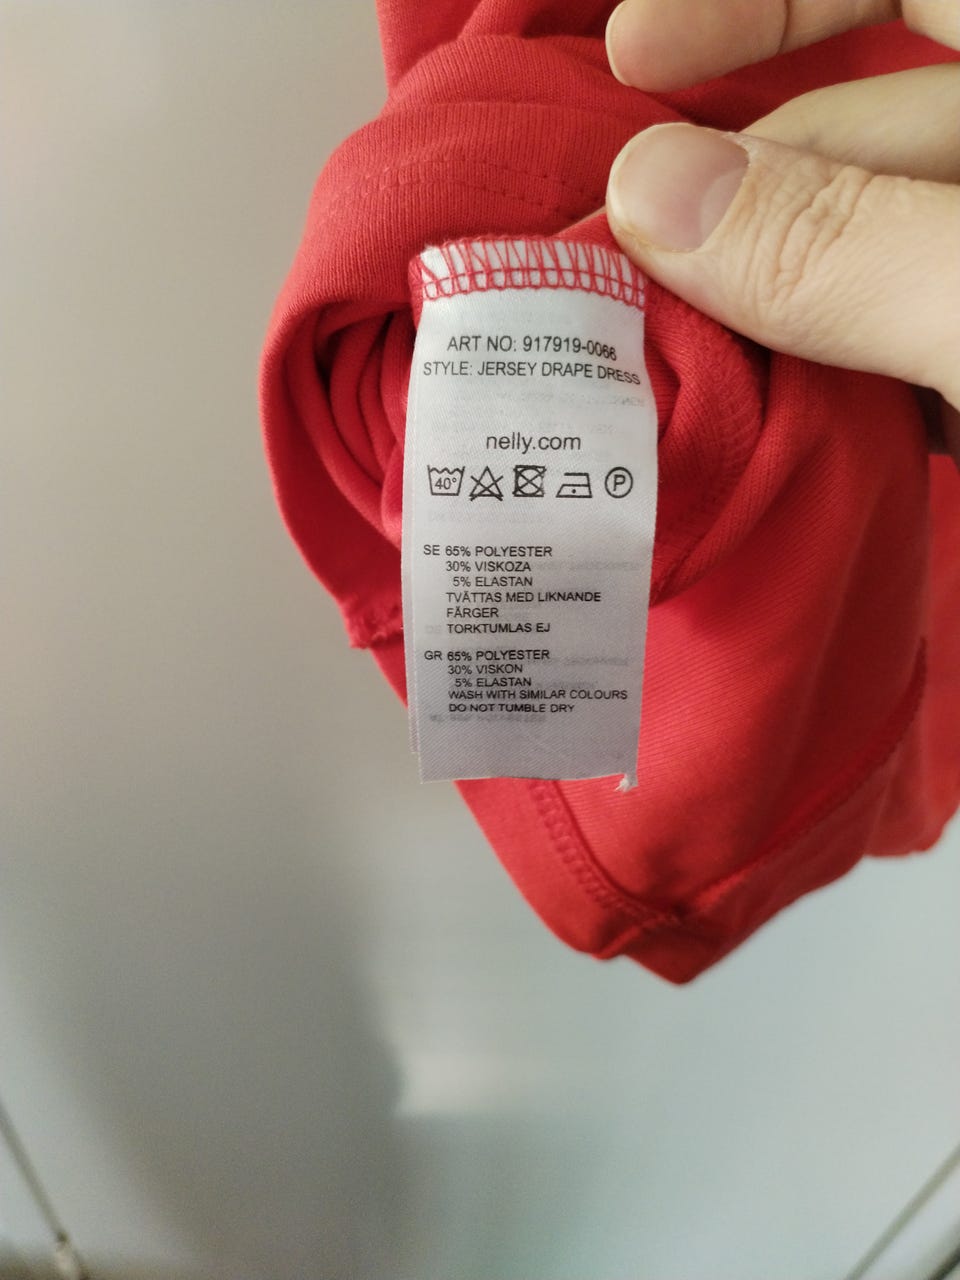 ART NO: 917919-0066
STYLE: JERSEY DRAPE DRESS
nelly.com
40°
P
SE 65% POLYESTER
30% VISKOZA
5% ELASTAN
TVÄTTAS MED LIKNANDE
FÄRGER
TORKTUMLAS EJ
GR 65% POLYESTER
30% VISKON
5% ELASTAN
WASH WITH SIMILAR COLOURS
DO NOT TUMBLE DRY